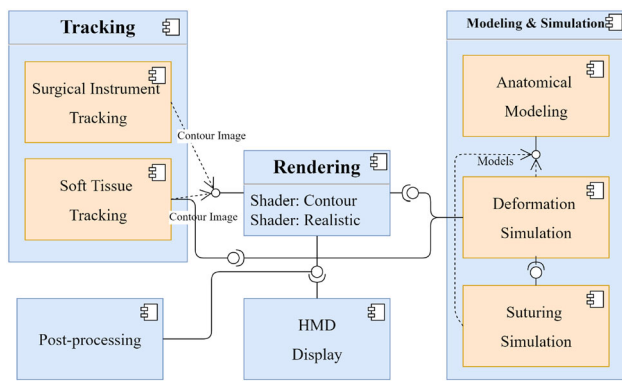 Tracking
Surgical Instrument
Tracking
Contour Image
Soft Tissue
Tracking
Contour Image
Rendering
Shader: Contour
Shader: Realistic
Post-processing
HMD
Display
Modeling & Simulation
Anatomical
Modeling
Models
Deformation
Simulation
Suturing
Simulation